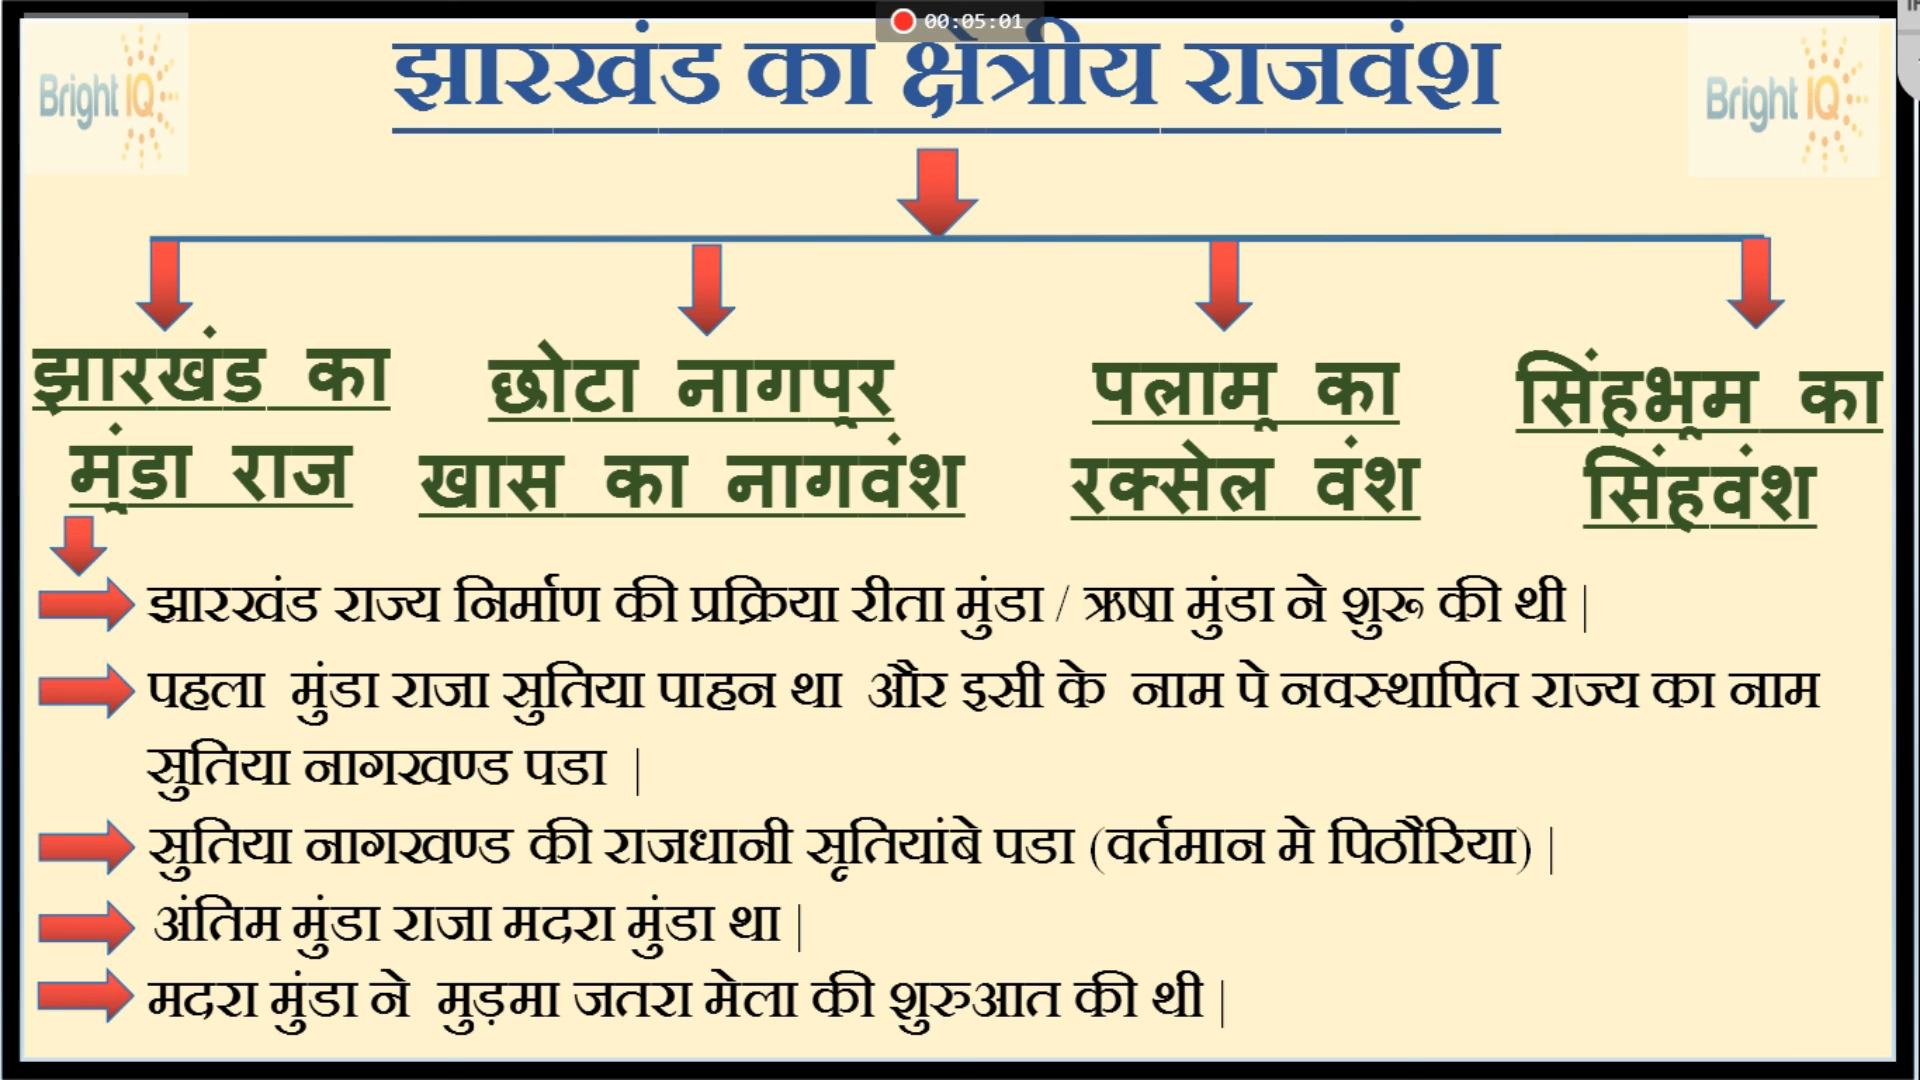 00:05:01
Bright IQ
झारखंड का क्षेत्रीय राजवंश
Bright IQ
झारखंड का
मुंडा राज
छोटा नागपुर
खास का नागवंश
पलामू का
रक्सेल वंश
सिंहभूम का
सिंहवंश
झारखंड राज्य निर्माण की प्रक्रिया रीता मुंडा / ऋषा मुंडा ने शुरू की थी |
पहला मुंडा राजा सुतिया पाहन था और इसी के नाम पे नवस्थापित राज्य का नाम
सुतिया नागखण्ड पडा |
सुतिया नागखण्ड की राजधानी सृतियांबे पडा (वर्तमान मे पिठौरिया) |
अंतिम मुंडा राजा मदरा मुंडा था |
मदरा मुंडा ने मुड़मा जतरा मेला की शुरुआत की थी |